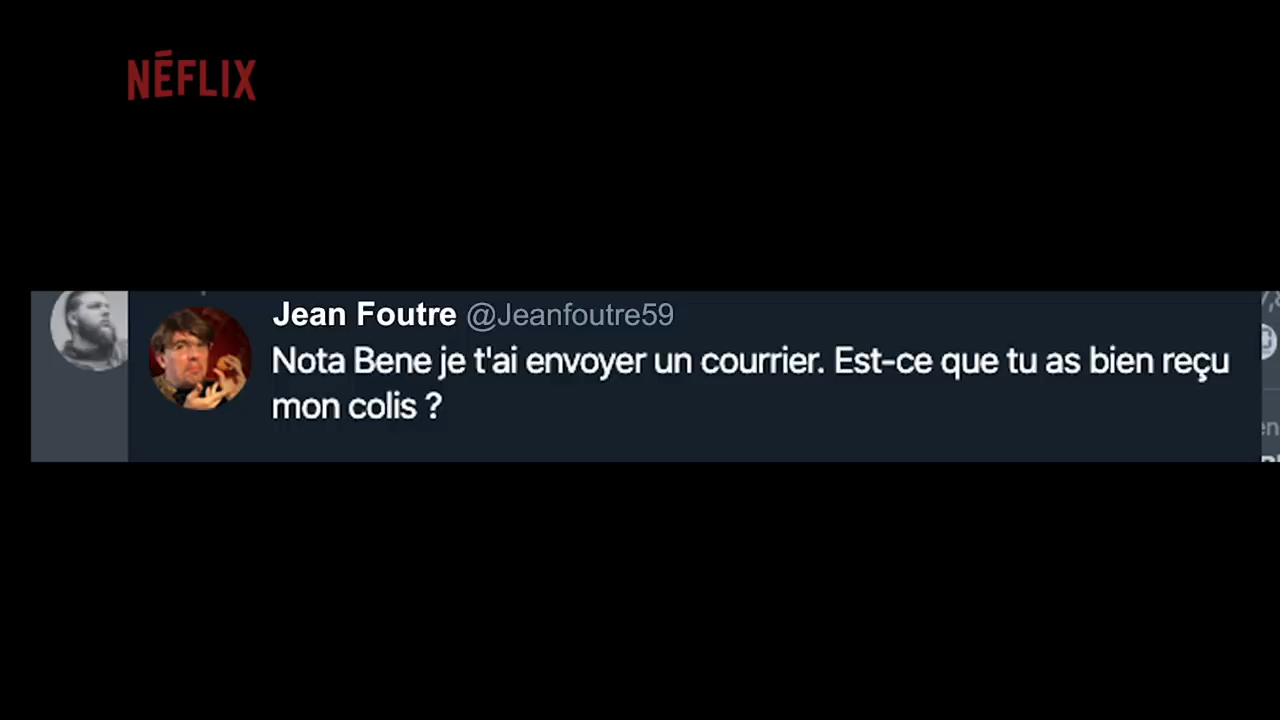 NÉFLIX
Jean Foutre @Jeanfoutre59
Nota Bene je t'ai envoyer un courrier. Est-ce que tu as bien reçu
mon colis ?